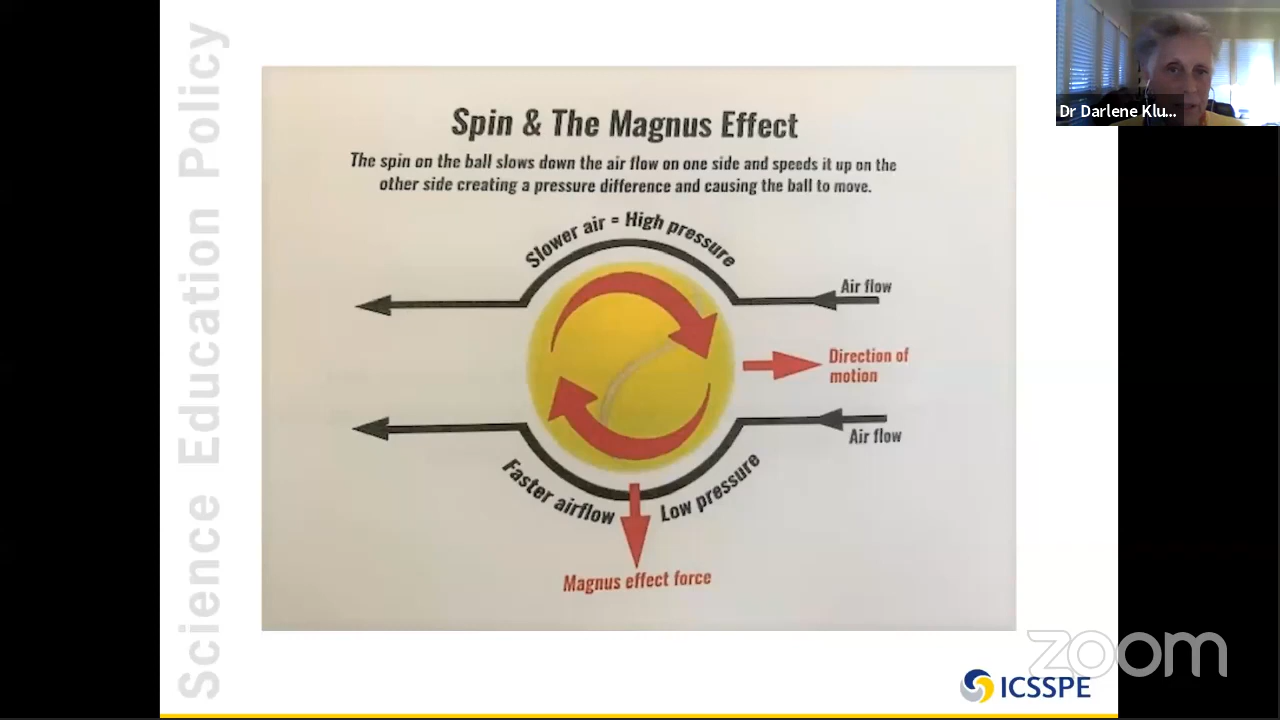 Science Education Policy
Dr Darlene Klu...
Spin & The Magnus Effect
The spin on the ball slows down the air flow on one side and speeds it up on the
other side creating a pressure difference and causing the ball to move.
Slower air = High pressure
Air flow
Direction of
motion
Air flow
Faster airflow
Low pressure
Magnus effect force
zoom
ICSSPE